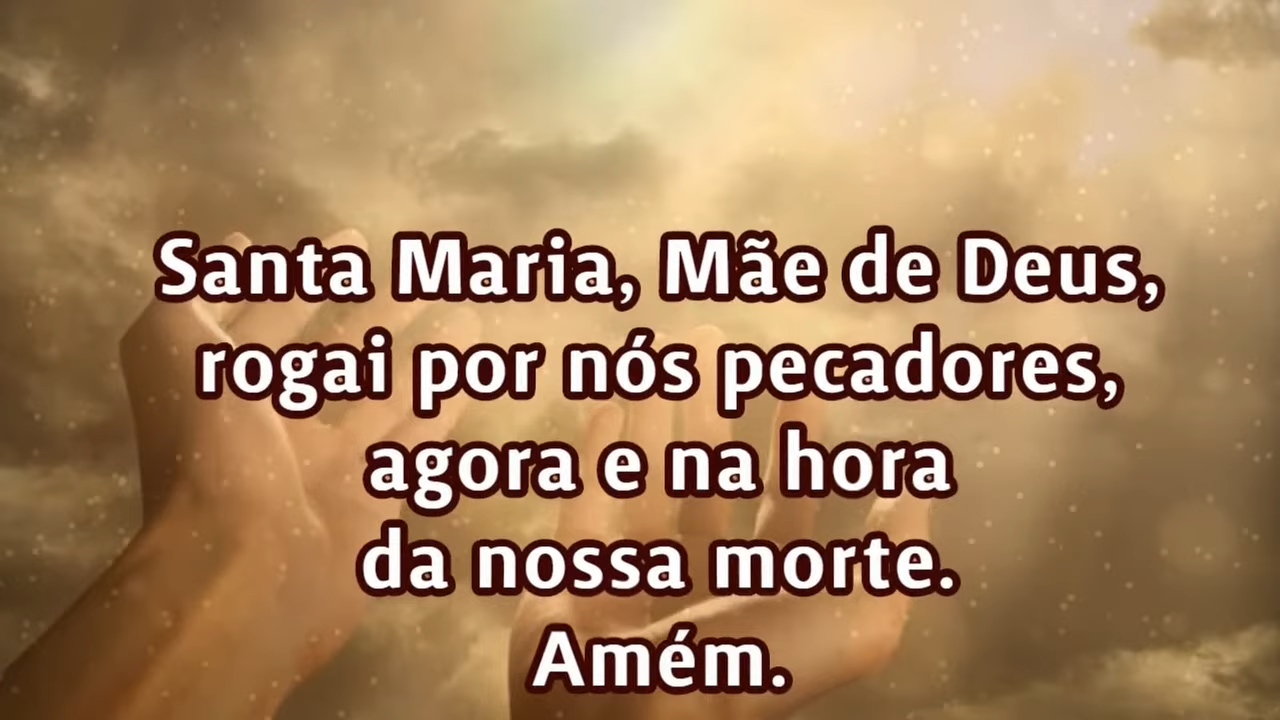 Santa Maria, Mãe de Deus,
rogai por nós pecadores,
agora e na hora
da nossa morte.
Amém.